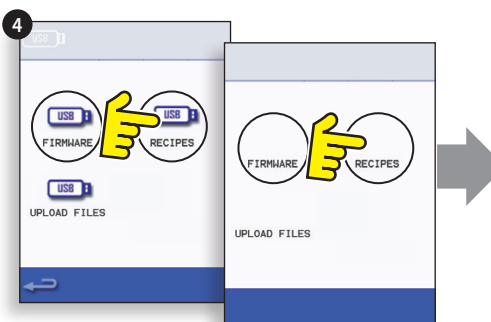 4
USB
USB
USB
FIRMWARE
RECIPES
USB
UPLOAD FILES
FIRMWARE
RECIPES
UPLOAD FILES